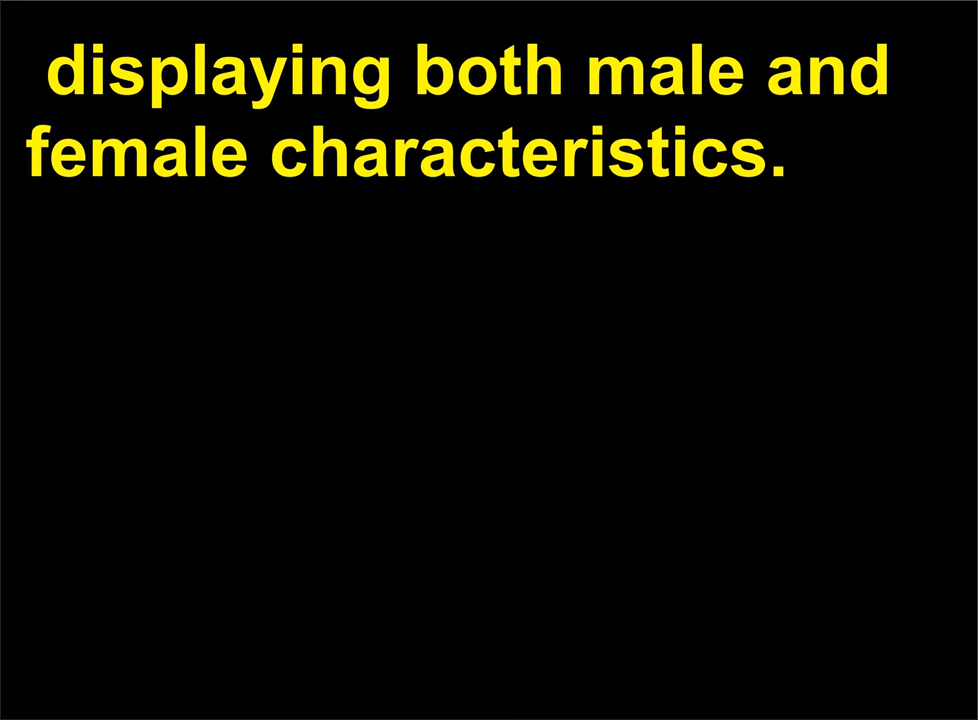 displaying both male and
female characteristics.